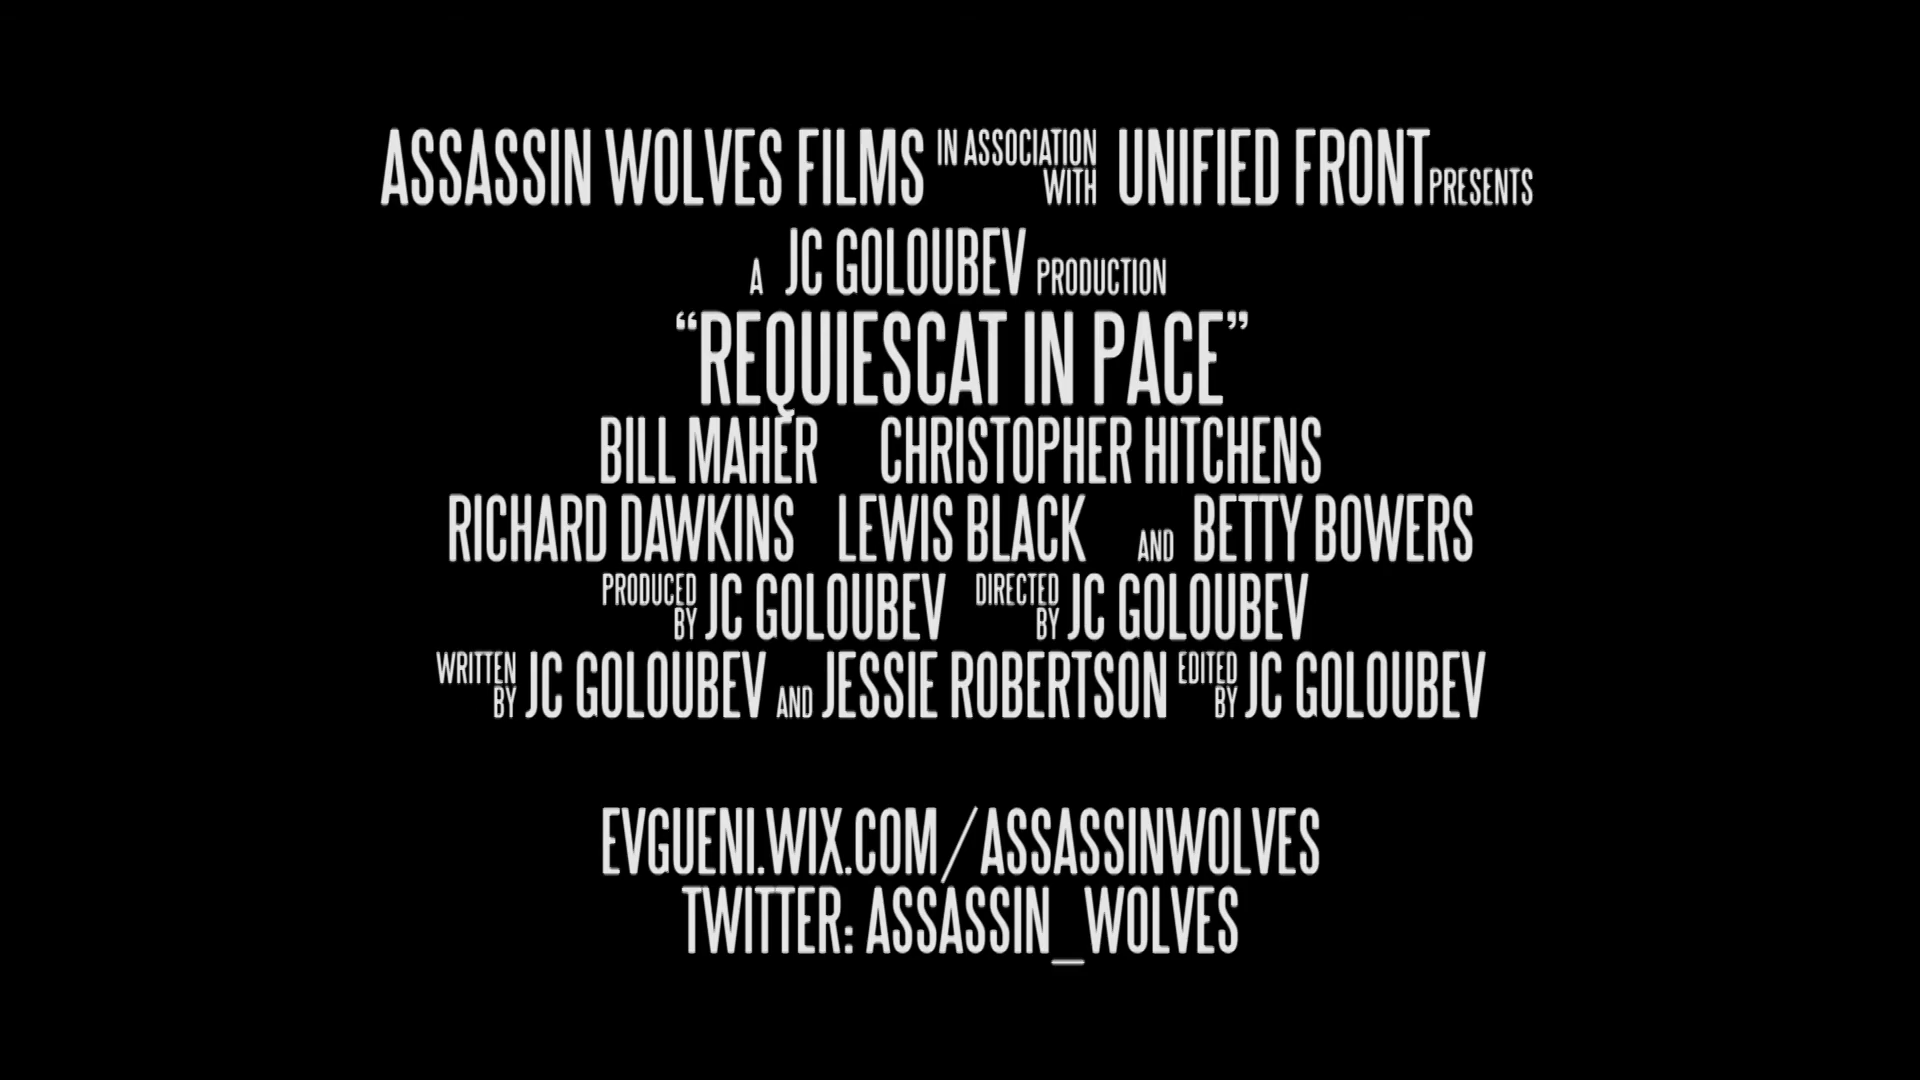 ASSASSIN WOLVES FILMS IN ASSOCIATION WITH UNIFIED FRONT PRESENTS
A JC GOLOUBEV PRODUCTION
“REQUIESCAT IN PACE”
BILL MAHER CHRISTOPHER HITCHENS
RICHARD DAWKINS LEWIS BLACK AND BETTY BOWERS
PRODUCED BY JC GOLOUBEV DIRECTED BY JC GOLOUBEV
WRITTEN BY JC GOLOUBEV AND JESSIE ROBERTSON EDITED BY JC GOLOUBEV
EVGUENI.WIX.COM/ASSASSINWOLVES
TWITTER: ASSASSIN_WOLVES